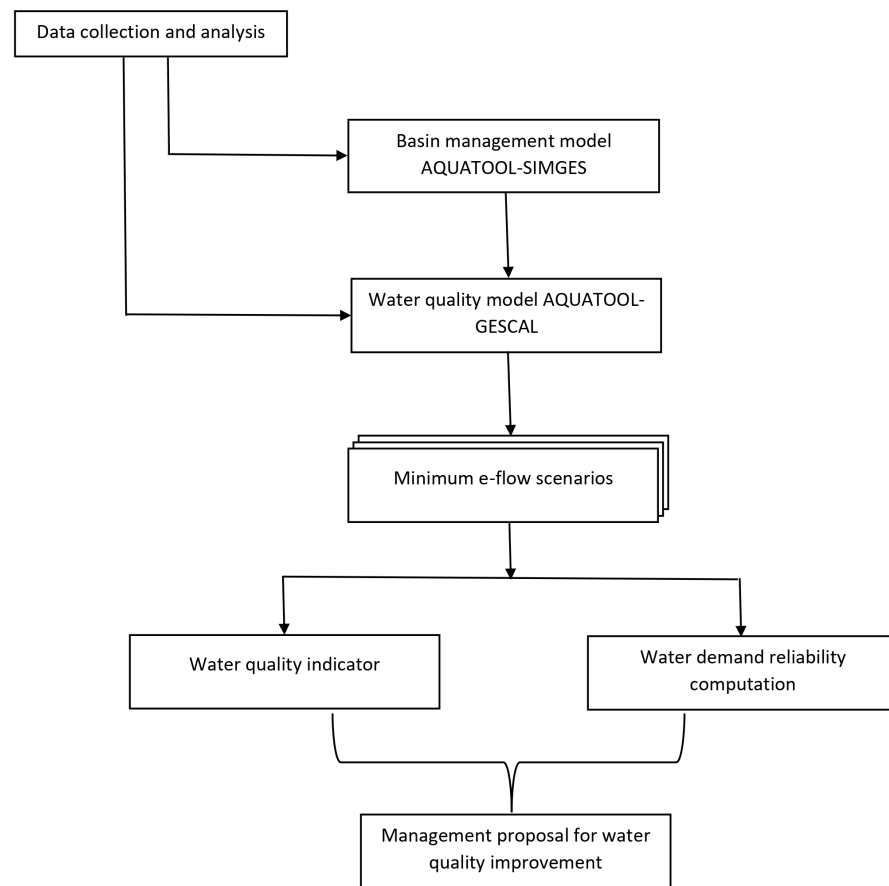 Data collection and analysis
Basin management model
AQUATOOL-SIMGES
Water quality model AQUATOOL-
GESCAL
Minimum e-flow scenarios
Water quality indicator
Water demand reliability
computation
Management proposal for water
quality improvement